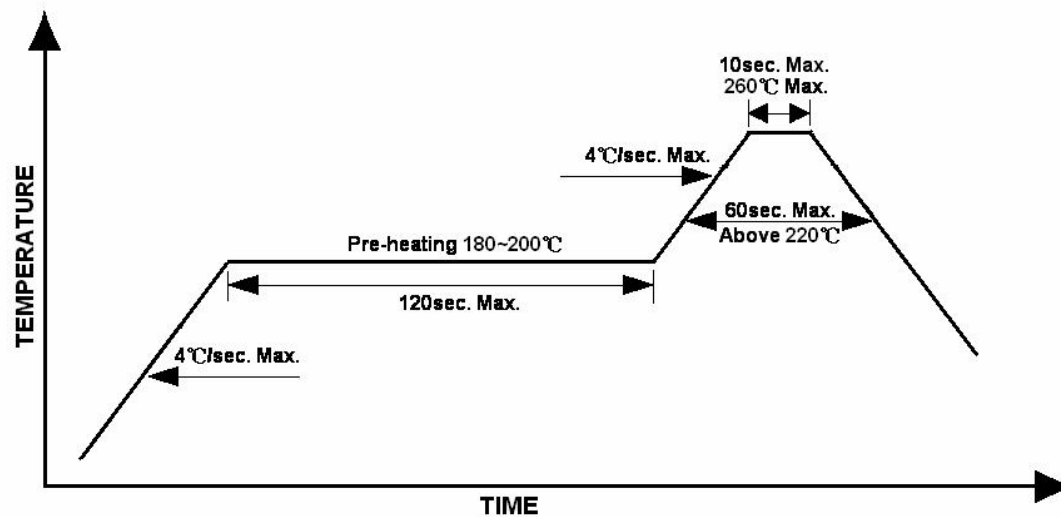 10sec. Max.
260℃ Max.
4℃/sec. Max.
60sec. Max.
Above 220℃
Pre-heating 180~200℃
120sec. Max.
4℃/sec. Max.
TEMPERATURE
TIME